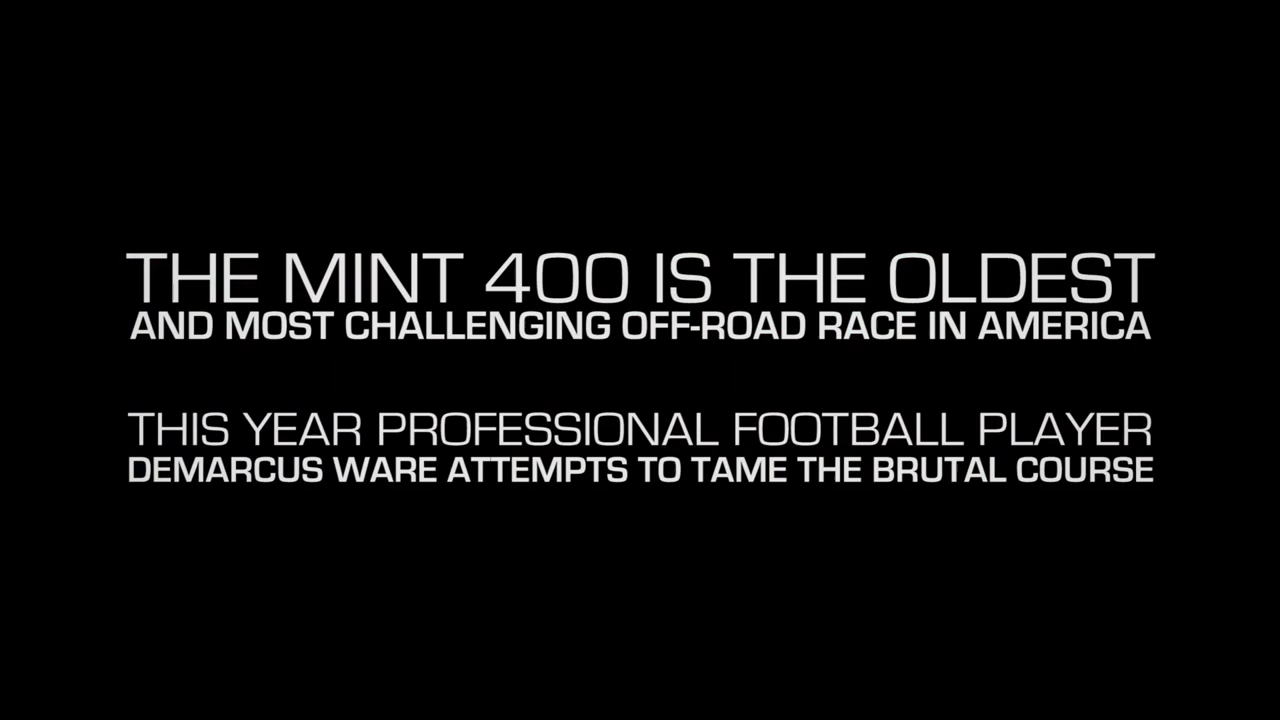 THE MINT 400 IS THE OLDEST
AND MOST CHALLENGING OFF-ROAD RACE IN AMERICA
THIS YEAR PROFESSIONAL FOOTBALL PLAYER
DEMARCUS WARE ATTEMPTS TO TAME THE BRUTAL COURSE